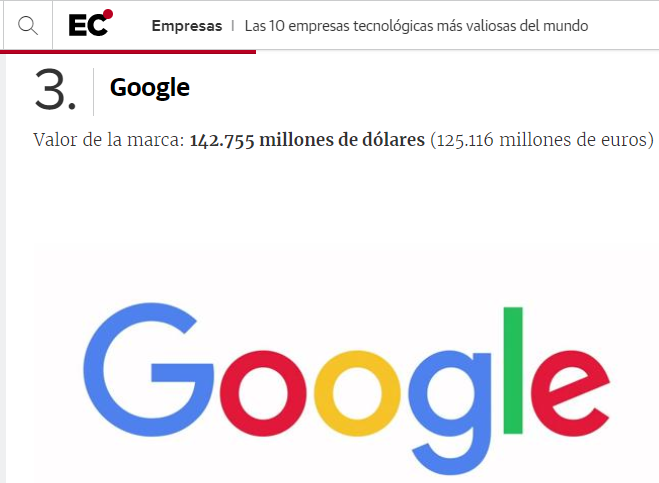 EC Empresas | Las 10 empresas tecnológicas más valiosas del mundo
3. Google
Valor de la marca: 142.755 millones de dólares (125.116 millones de euros)
Google